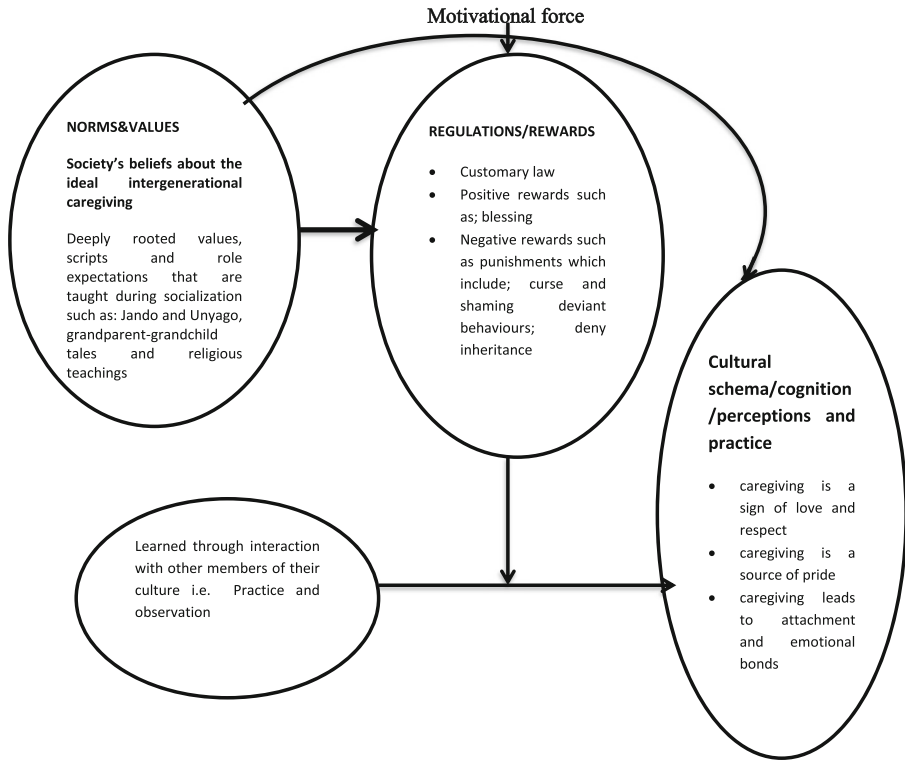 Motivational force
NORMS&VALUES
Society's beliefs about the
ideal intergenerational
caregiving
Deeply rooted values,
scripts and role
expectations that are
taught during socialization
such as: Jando and Unyago,
grandparent-grandchild
tales and religious
teachings
REGULATIONS/REWARDS
• Customary law
• Positive rewards such
as; blessing
• Negative rewards such
as punishments which
include; curse and
shaming deviant
behaviours; deny
inheritance
Cultural
schema/cognition
/perceptions and
practice
• caregiving is a
sign of love and
respect
• caregiving is a
source of pride
• caregiving leads
to attachment
and emotional
bonds
Learned through interaction
with other members of their
culture i.e. Practice and
observation